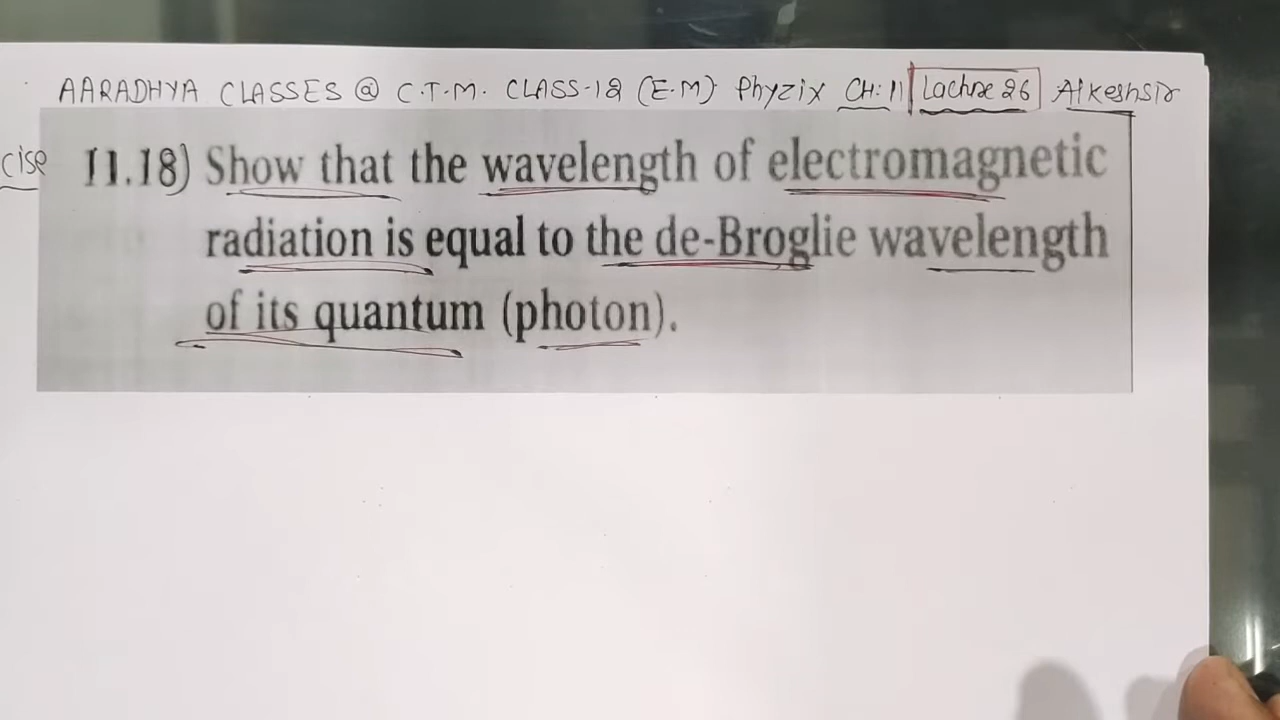 AARADHYA CLASSES @ C.T.M. CLASS-12 (E.M) Phyzix CH:11 Lachre 26 Alkeshsir
cise 11.18) Show that the wavelength of electromagnetic
radiation is equal to the de-Broglie wavelength
of its quantum (photon).